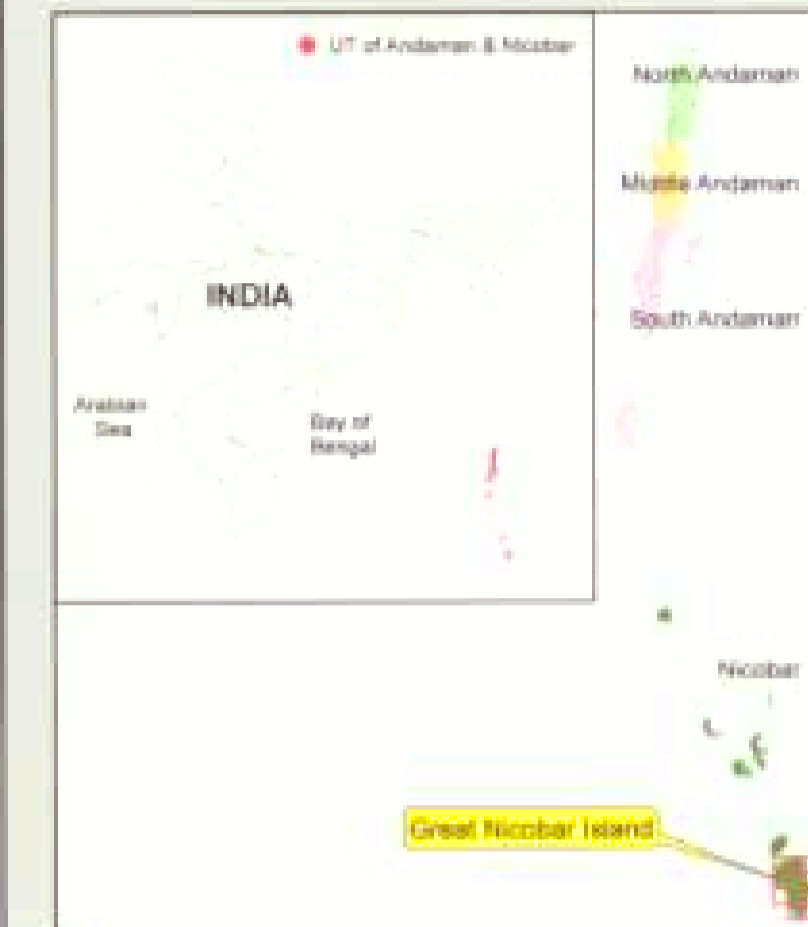 UT of Andaman & Nicobar
INDIA
Arabian
Sea
Bay of
Bengal
North Andaman
Middle Andaman
South Andaman
Nicobar
Great Nicobar Island